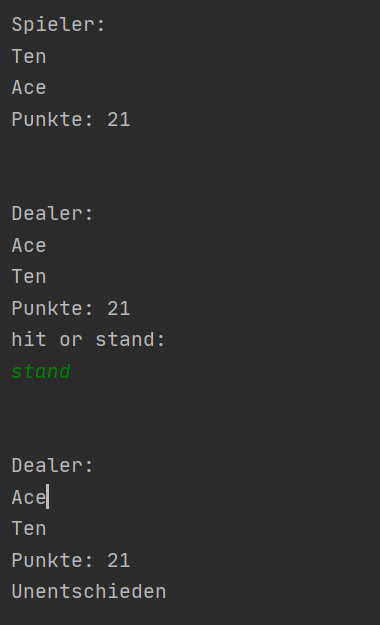 Spieler:
Ten
Ace
Punkte: 21
Dealer:
Ace
Ten
Punkte: 21
hit or stand:
stand
Dealer:
Ace
Ten
Punkte: 21
Unentschieden